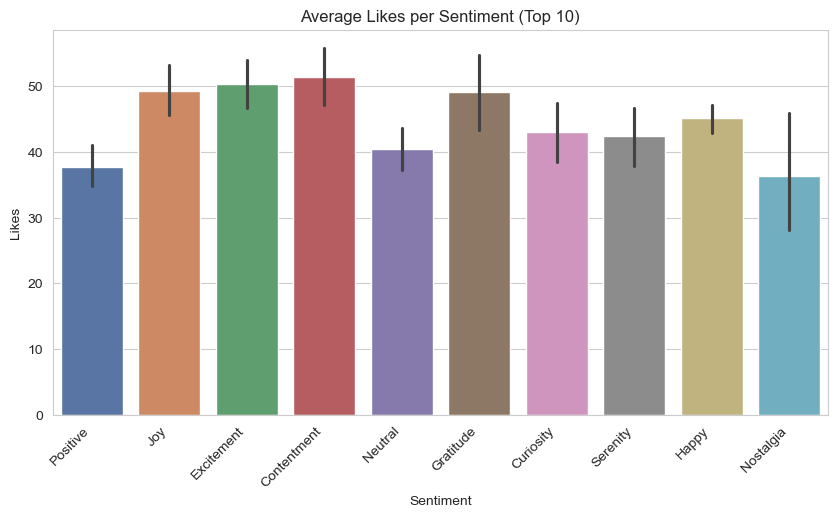 Average Likes per Sentiment (Top 10)
Likes
50
40
30
20
10
0
Positive
Joy
Excitement
Contentment
Neutral
Gratitude
Curiosity
Serenity
Happy
Nostalgia
Sentiment